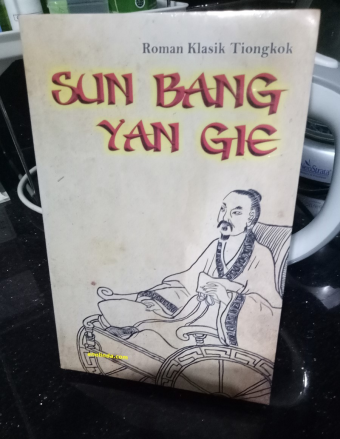 Roman Klasik Tiongkok
SUN BANG
YAN GIE